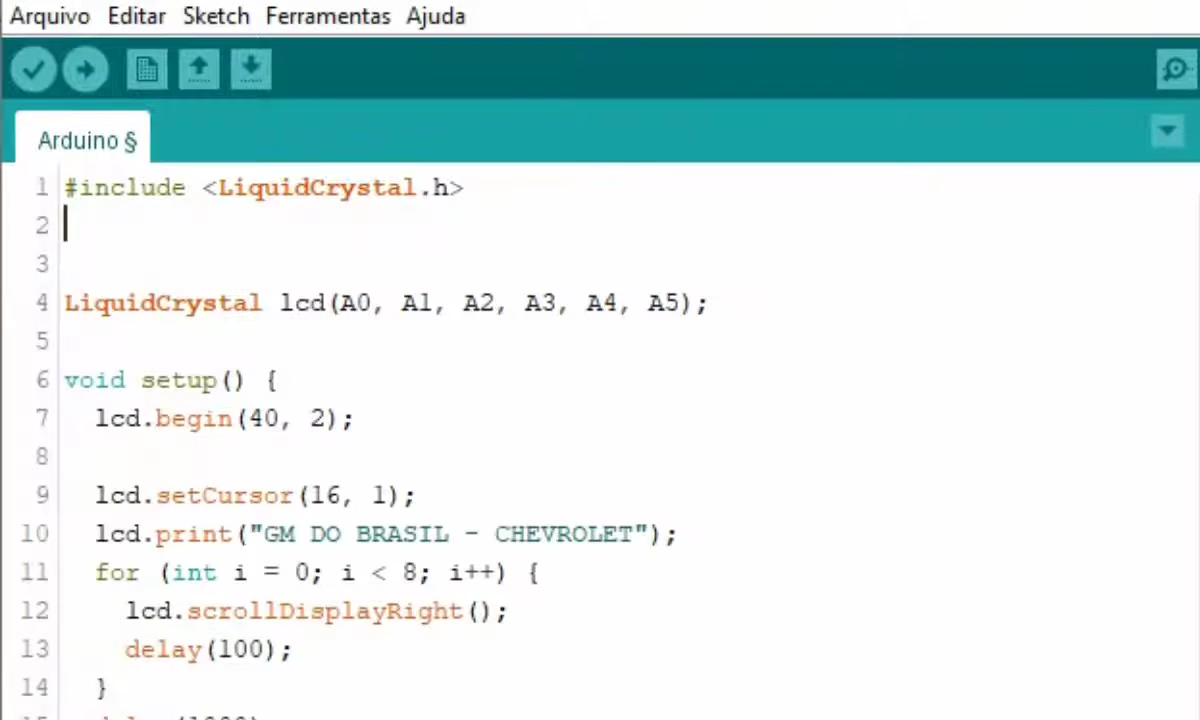 Arquivo Editar Sketch Ferramentas Ajuda
Arduino §
1 #include <LiquidCrystal.h>
2
3
4 LiquidCrystal lcd(A0, A1, A2, A3, A4, A5);
5
6 void setup() {
7 lcd.begin(40, 2);
8
9 lcd.setCursor(16, 1);
10 lcd.print("GM DO BRASIL - CHEVROLET");
11 for (int i = 0; i < 8; i++) {
12 lcd.scrollDisplayRight();
13 delay(100);
14 }